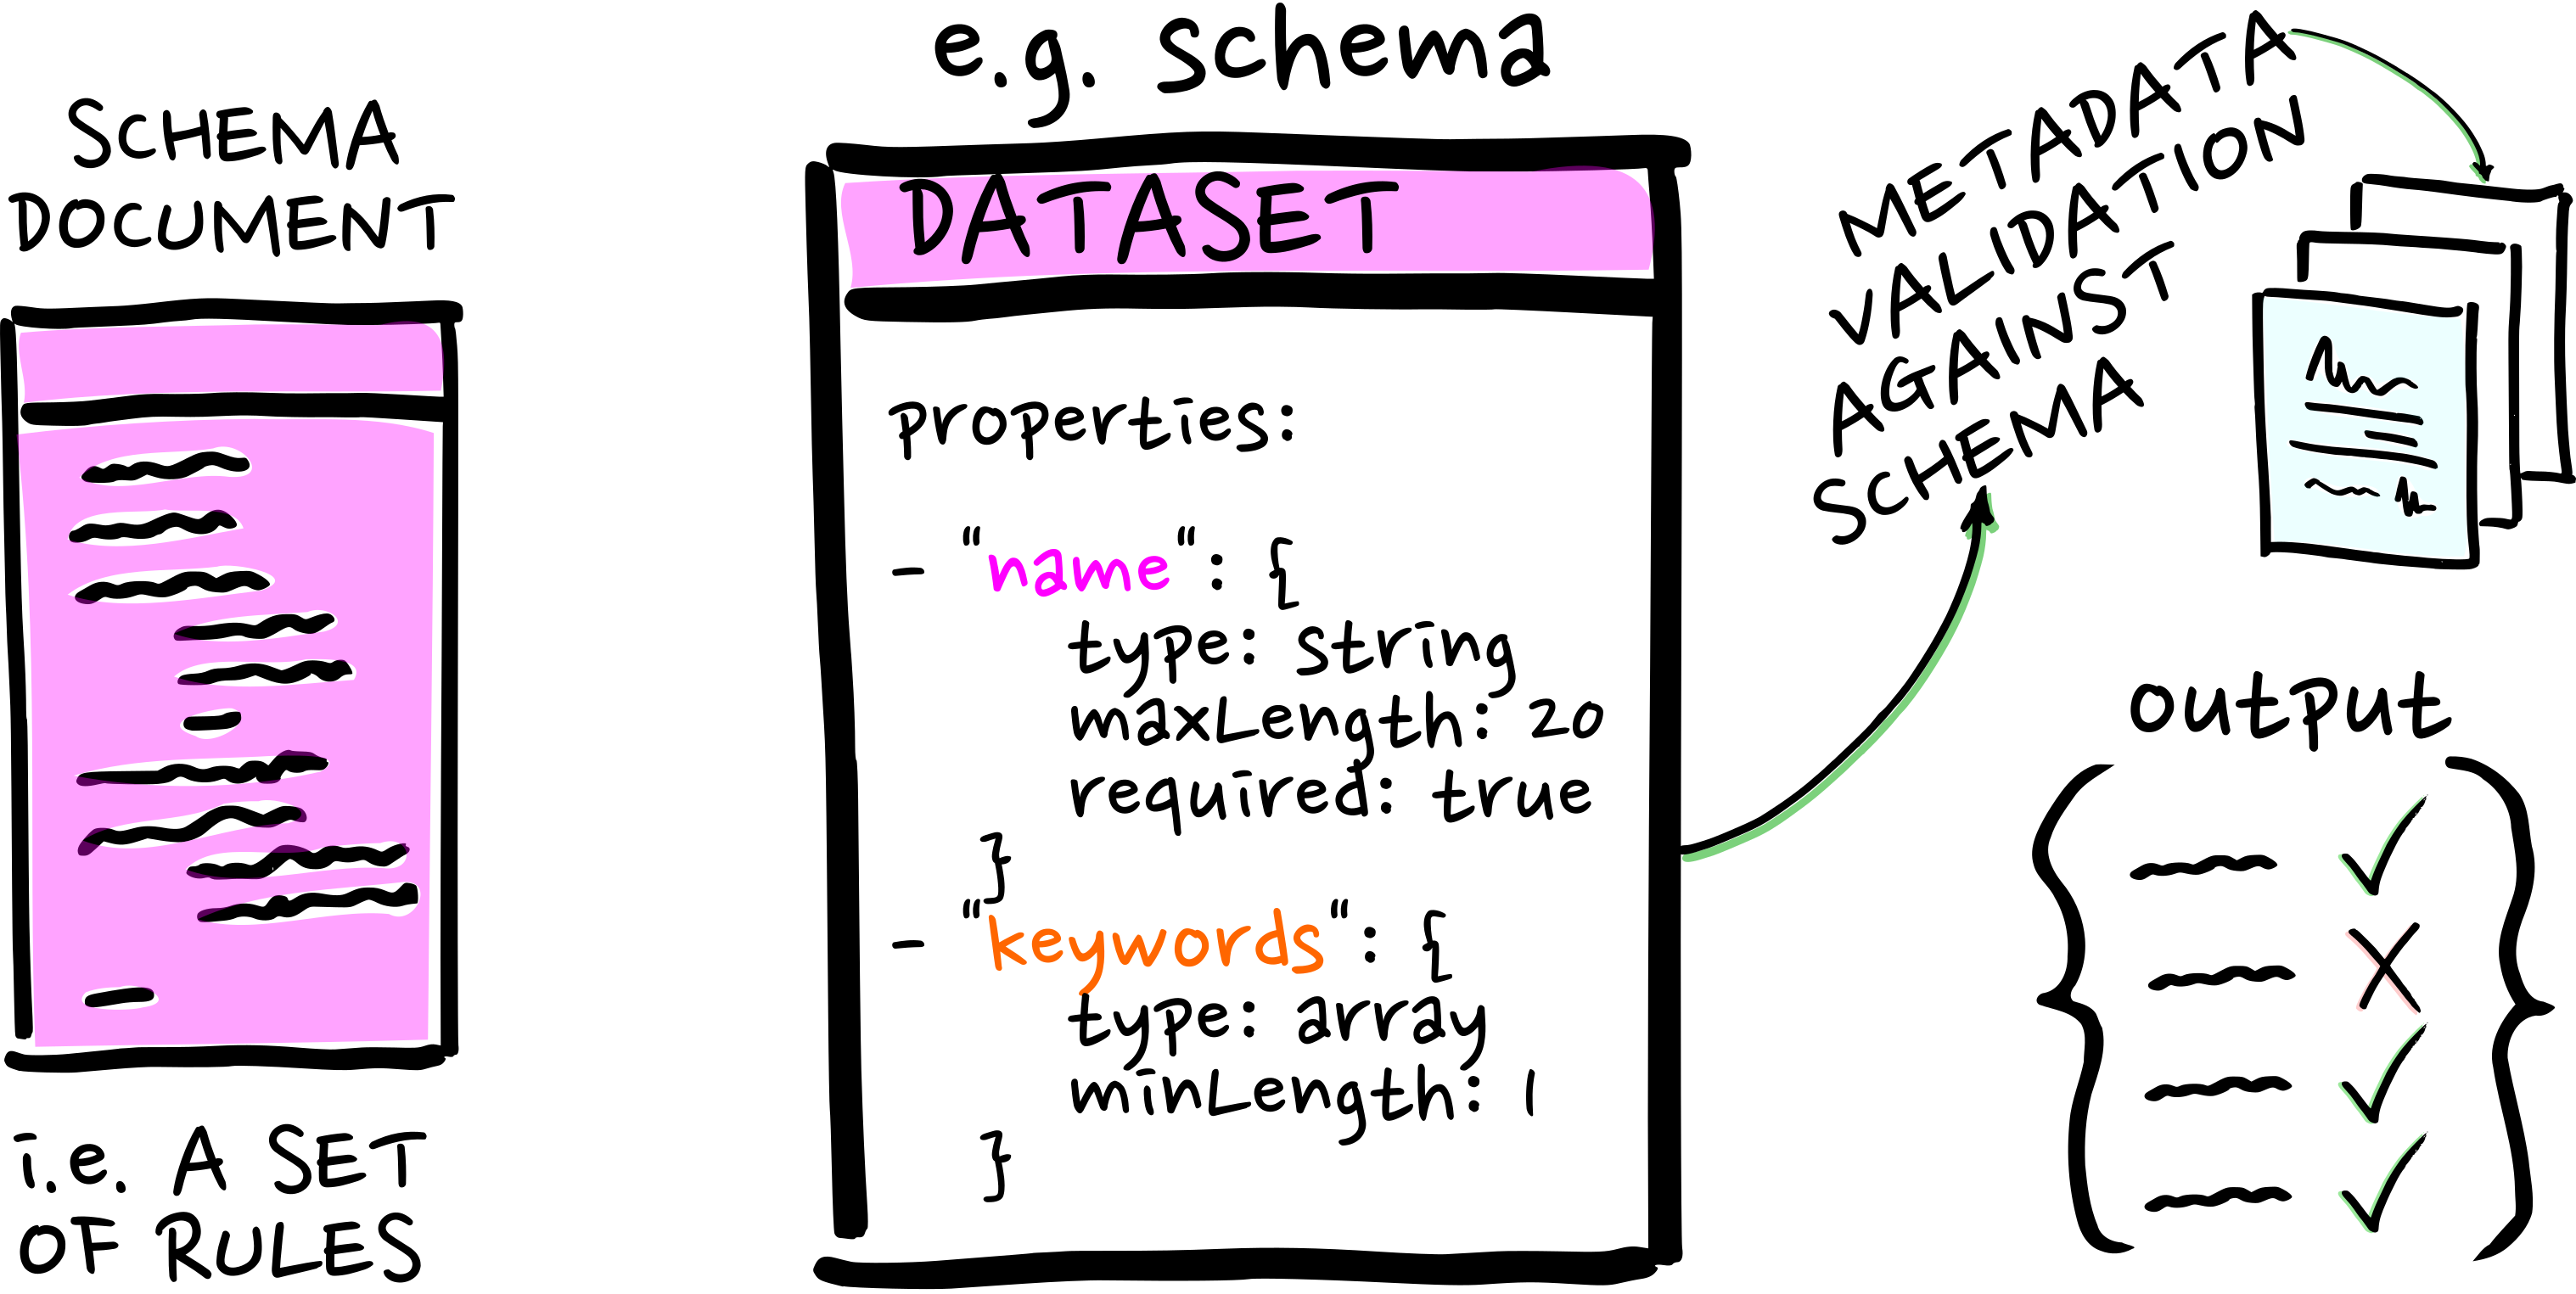 SCHEMA
DOCUMENT
i.e. A SET
OF RULES
e.g. schema
DATASET
properties:
- "name": {
type: string
maxLength: 20
required: true
}
- "keywords": {
type: array
minLength: 1
}
METADATA
VALIDATION
AGAINST
SCHEMA
output